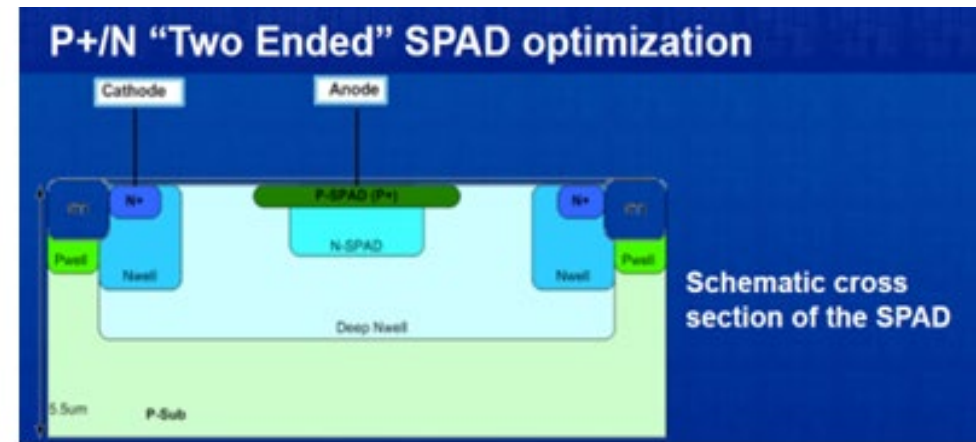 P+/N “Two Ended” SPAD optimization
Cathode
Anode
N+
P-SPAD (P+)
N+
N-SPAD
Pwell
Nwell
Nwell
Pwell
Schematic cross
section of the SPAD
Deep Nwell
5.5um
P-Sub